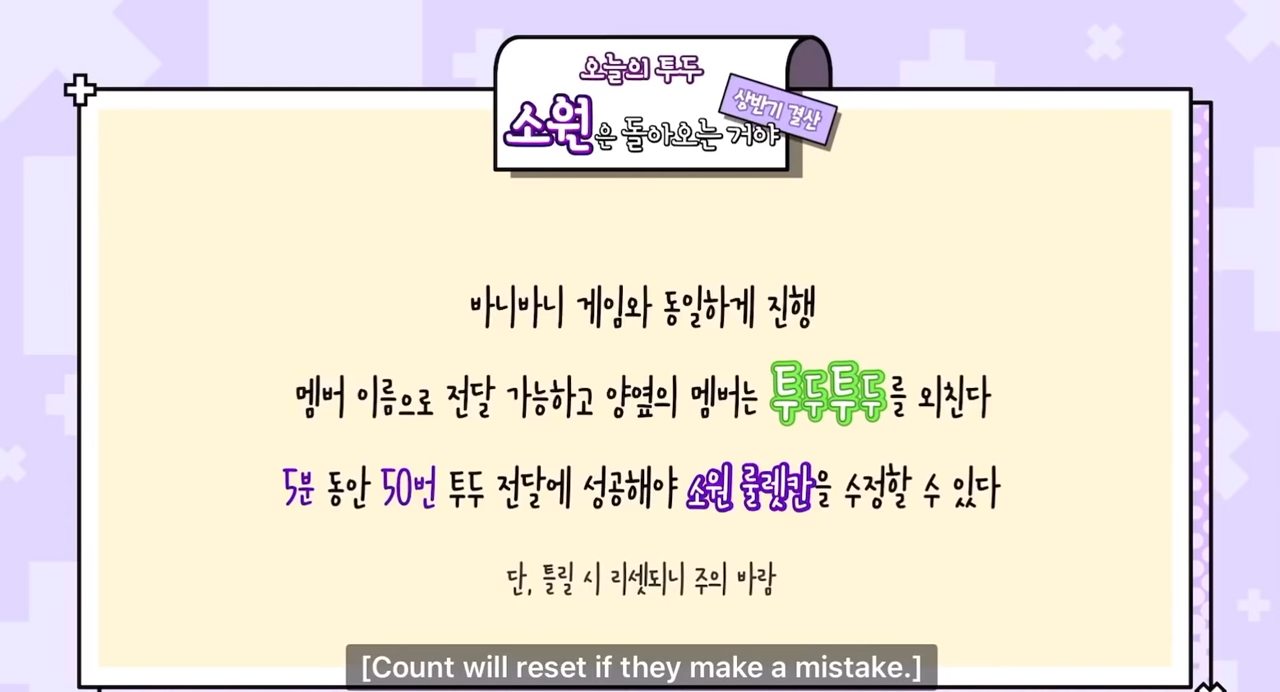 오늘의 투두
소원은 돌아오는 거야
상반기 결산
바니바니 게임와 동일하게 진행
멤버 이름으로 전달 가능하고 양옆의 멤버는 투두투두를 외친다
5분 동안 50번 투두 전달에 성공해야 소원 룰렛칸을 수정할 수 있다
단, 틀릴 시 리셋되니 주의 바람
[Count will reset if they make a mistake.]